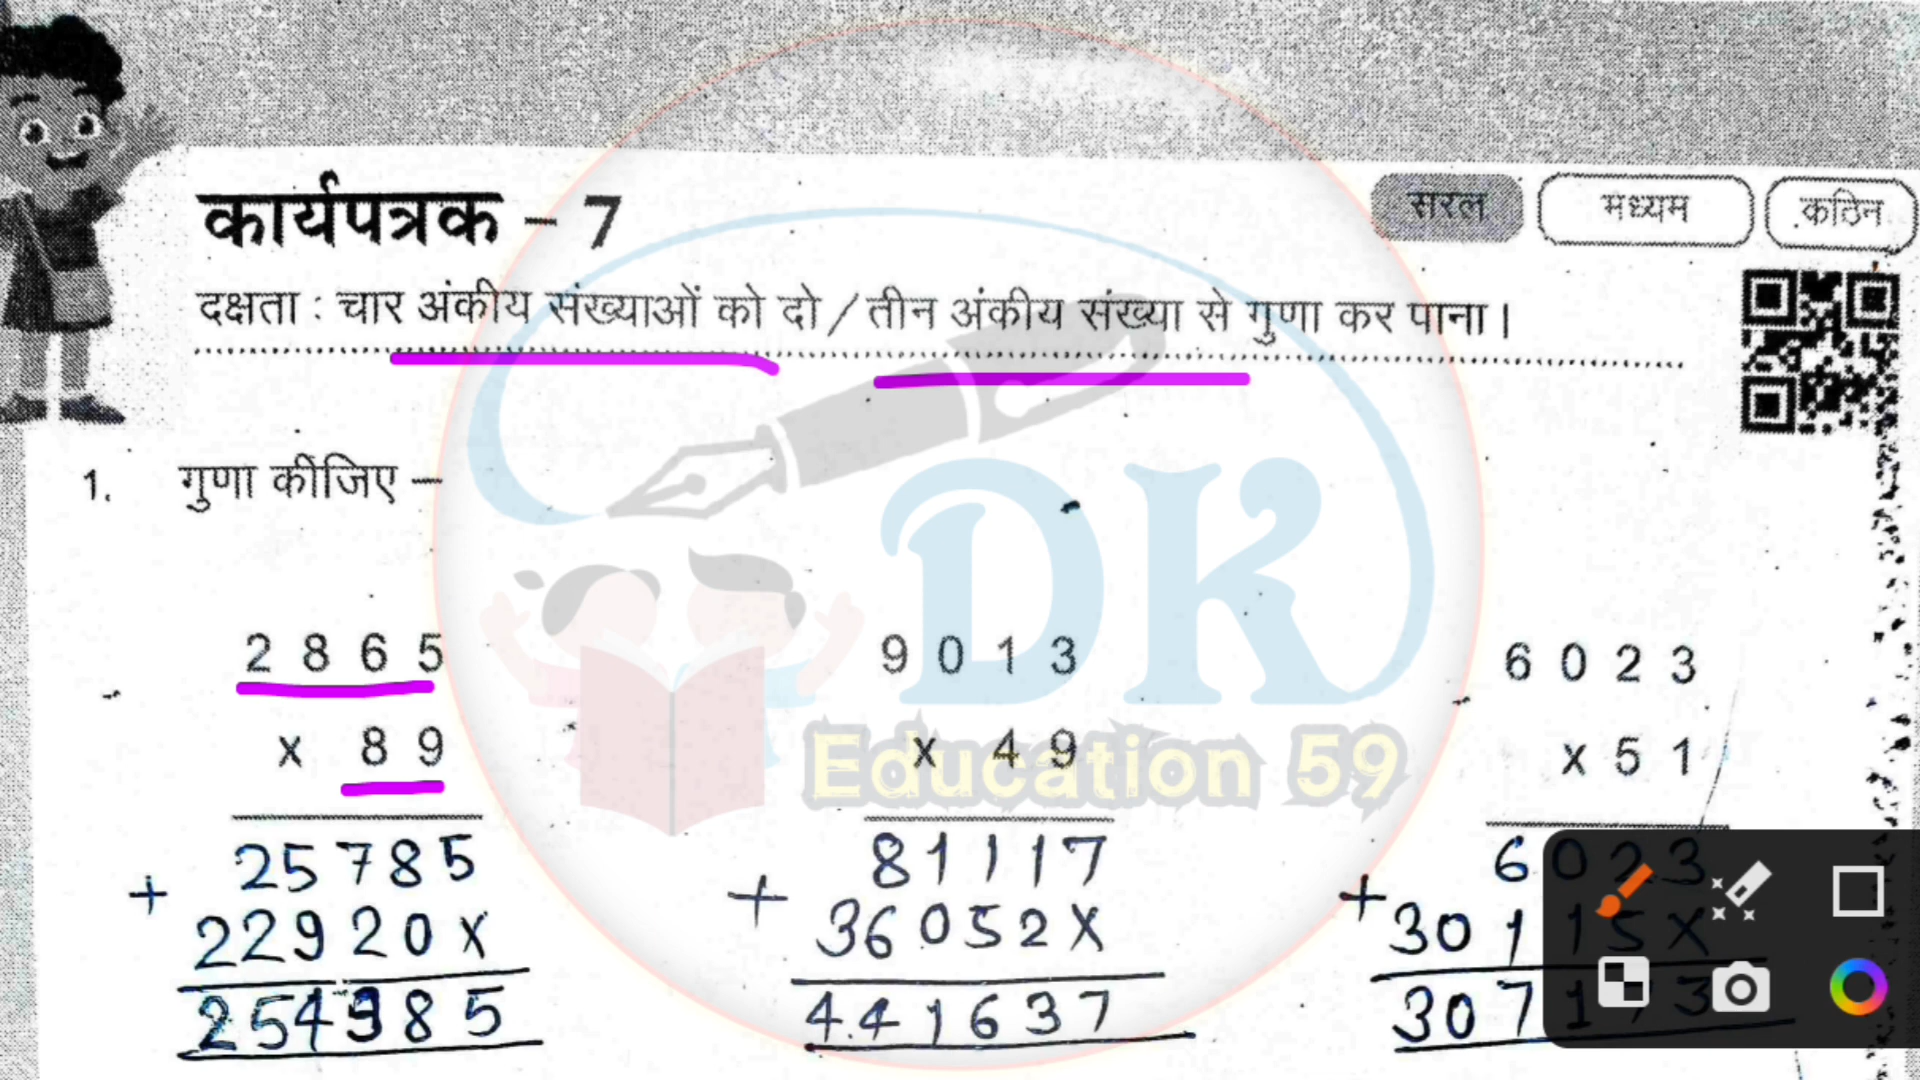 कार्यपत्रक – 7
सरल मध्यम कठिन
दक्षता : चार अंकीय संख्याओं को दो / तीन अंकीय संख्या से गुणा कर पाना।
1. गुणा कीजिए –
DK
Education 59
2 8 6 5
x 8 9
25785
+ 22920x
254985
9 0 1 3
x 4 9
81117
+ 36052x
441637
6 0 2 3
x 5 1
6023
+ 30115x
307173